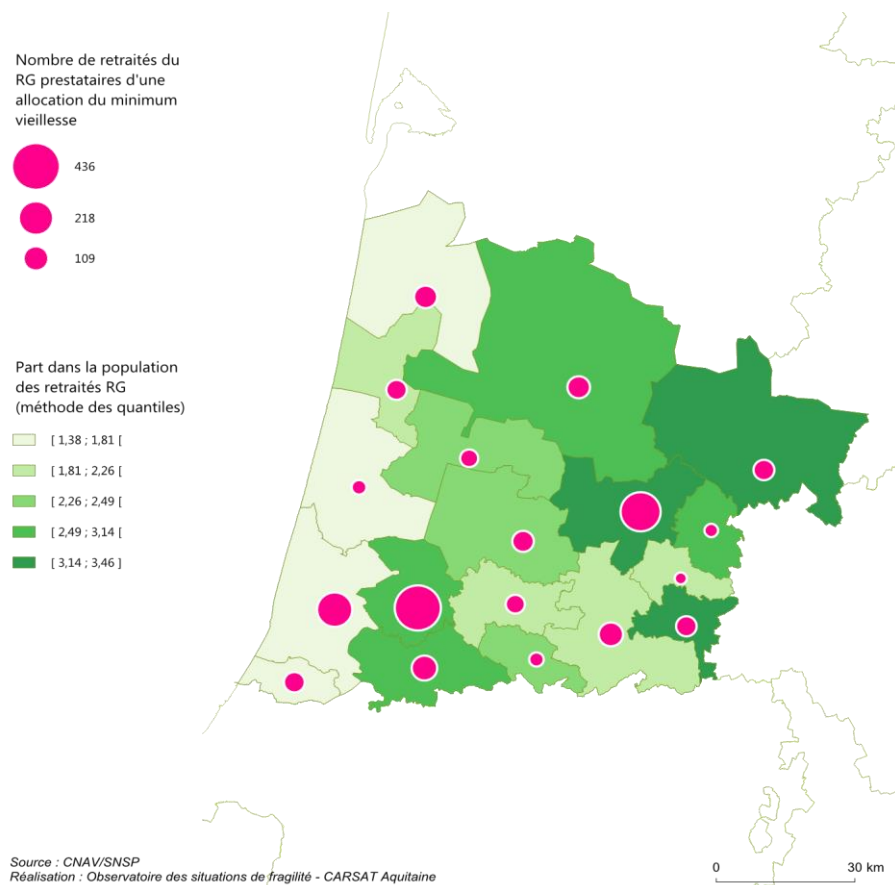 Nombre de retraités du
RG prestataires d'une
allocation du minimum
vieillesse
436
218
109
Part dans la population
des retraités RG
(méthode des quantiles)
[ 1,38 ; 1,81 [
[ 1,81 ; 2,26 [
[ 2,26 ; 2,49 [
[ 2,49 ; 3,14 [
[ 3,14 ; 3,46 ]
Source : CNAV/SNSP
Réalisation : Observatoire des situations de fragilité - CARSAT Aquitaine
0 30 km